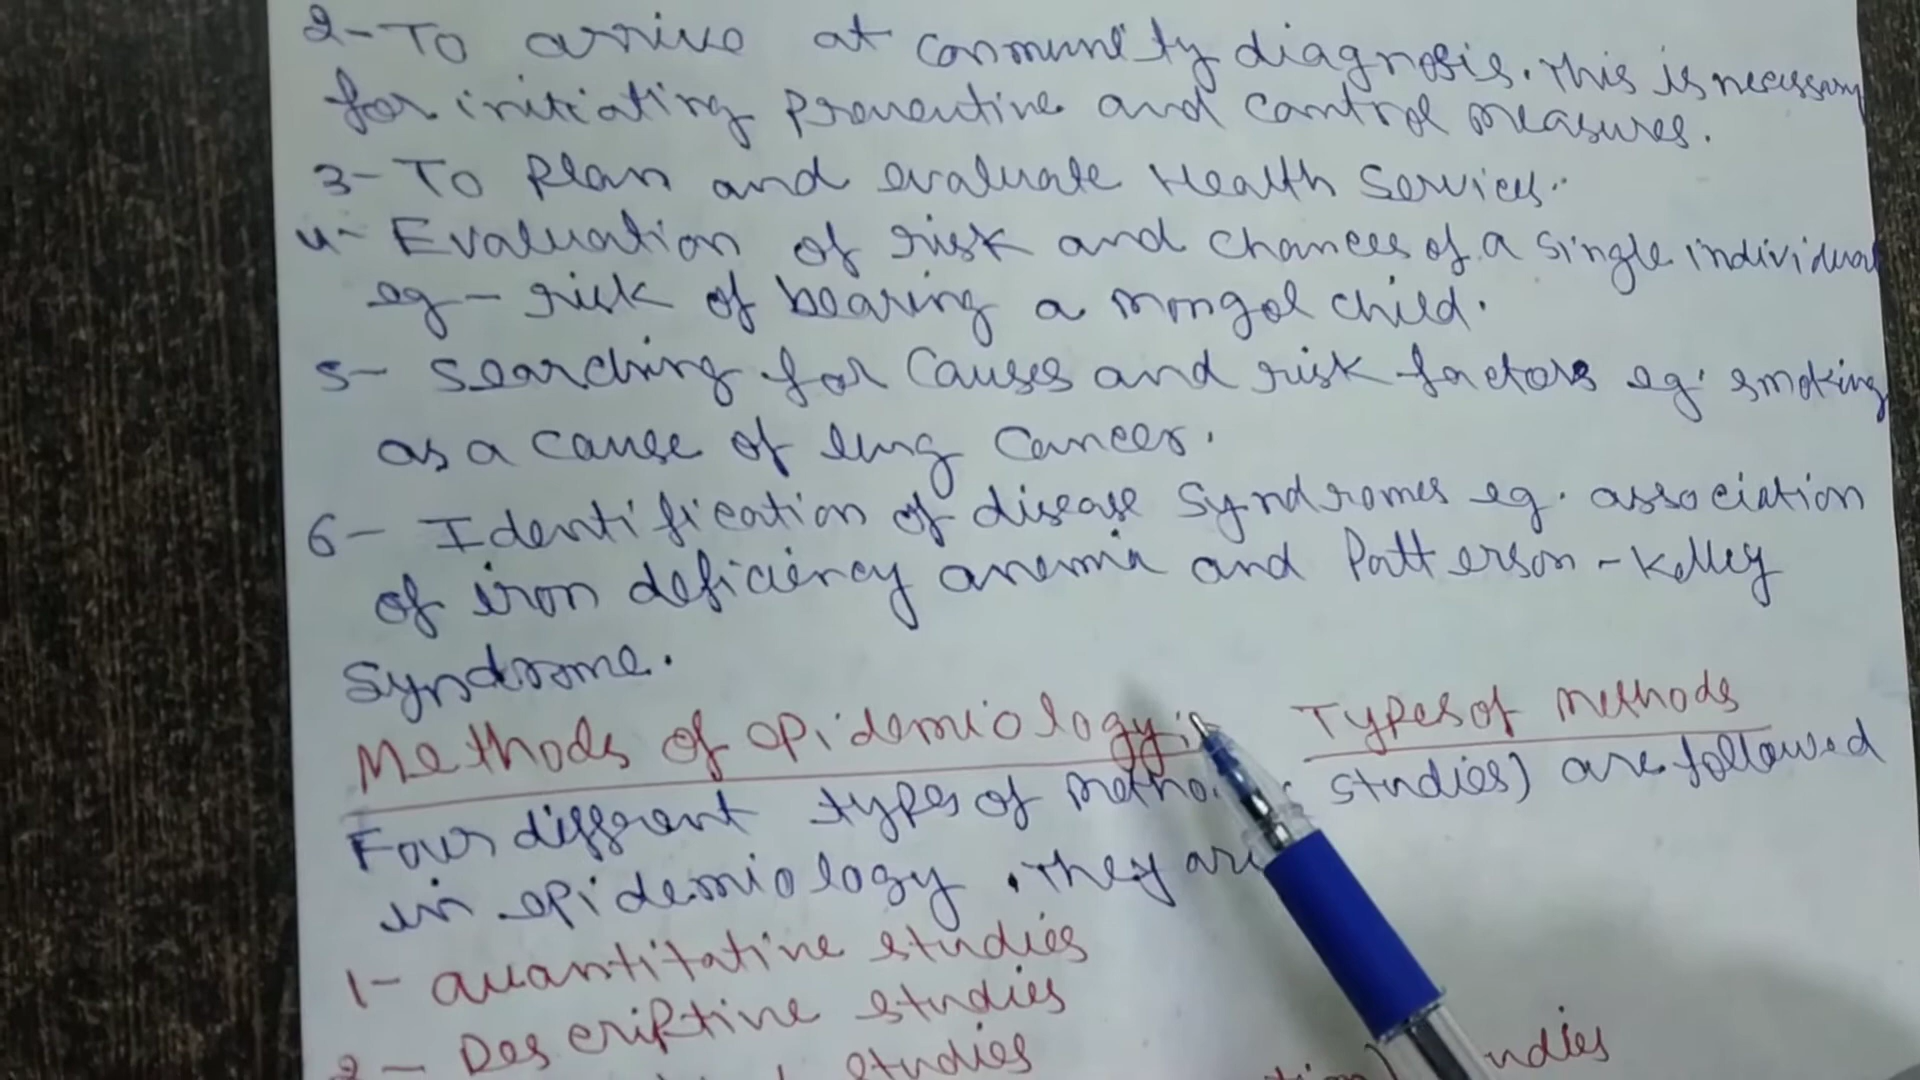 2- To arrive at community diagnosis. This is necessary
for initiating preventive and control measures.
3- To plan and evaluate Health Services.
4- Evaluation of risk and chances of a single individual
eg - risk of bearing a mongol child.
5- Searching for causes and risk factors eg. smoking
as a cause of lung cancer.
6- Identification of disease syndromes eg. association
of iron deficiency anemia and Patterson-Kelley
Syndrome.
Methods of epidemiology:- Types of methods
Four different types of studies) are followed
in epidemiology. They are
1- Quantitative studies
2- Descriptive studies
studies